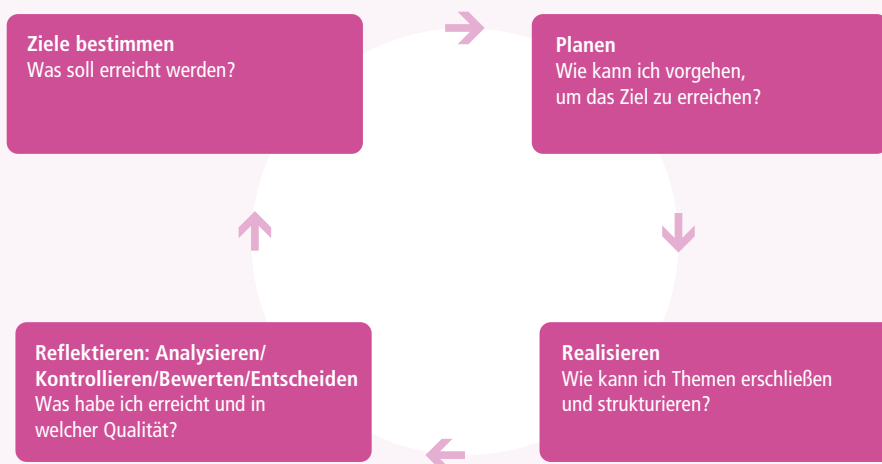 Ziele bestimmen
Was soll erreicht werden?
Planen
Wie kann ich vorgehen,
um das Ziel zu erreichen?
Reflektieren: Analysieren/
Kontrollieren/Bewerten/Entscheiden
Was habe ich erreicht und in
welcher Qualität?
Realisieren
Wie kann ich Themen erschließen
und strukturieren?